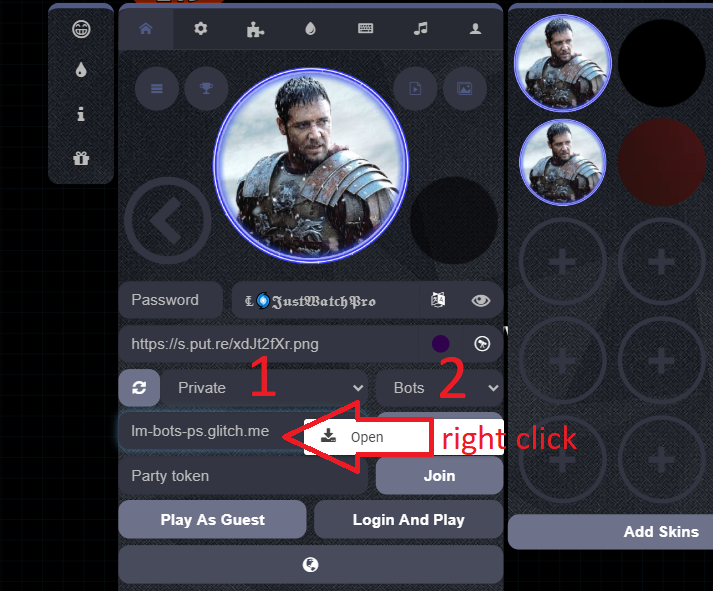 Password
𝕴🌀𝕵𝖚𝖘𝖙𝖂𝖆𝖙𝖈𝖍𝕻𝖗𝖔
https://s.put.re/xdJt2fXr.png
1
2
Private
Bots
lm-bots-ps.glitch.me
Open
right click
Party token
Join
Play As Guest
Login And Play
Add Skins